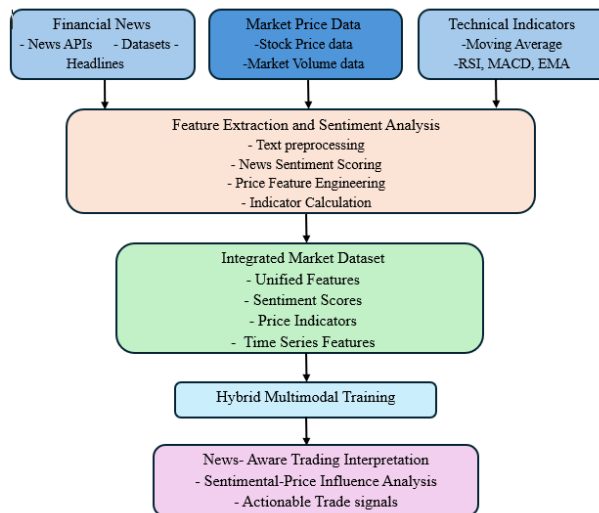 Financial News
- News APIs - Datasets -
Headlines
Market Price Data
-Stock Price data
-Market Volume data
Technical Indicators
-Moving Average
-RSI, MACD, EMA
Feature Extraction and Sentiment Analysis
- Text preprocessing
- News Sentiment Scoring
- Price Feature Engineering
- Indicator Calculation
Integrated Market Dataset
- Unified Features
- Sentiment Scores
- Price Indicators
- Time Series Features
Hybrid Multimodal Training
News- Aware Trading Interpretation
- Sentimental-Price Influence Analysis
- Actionable Trade signals